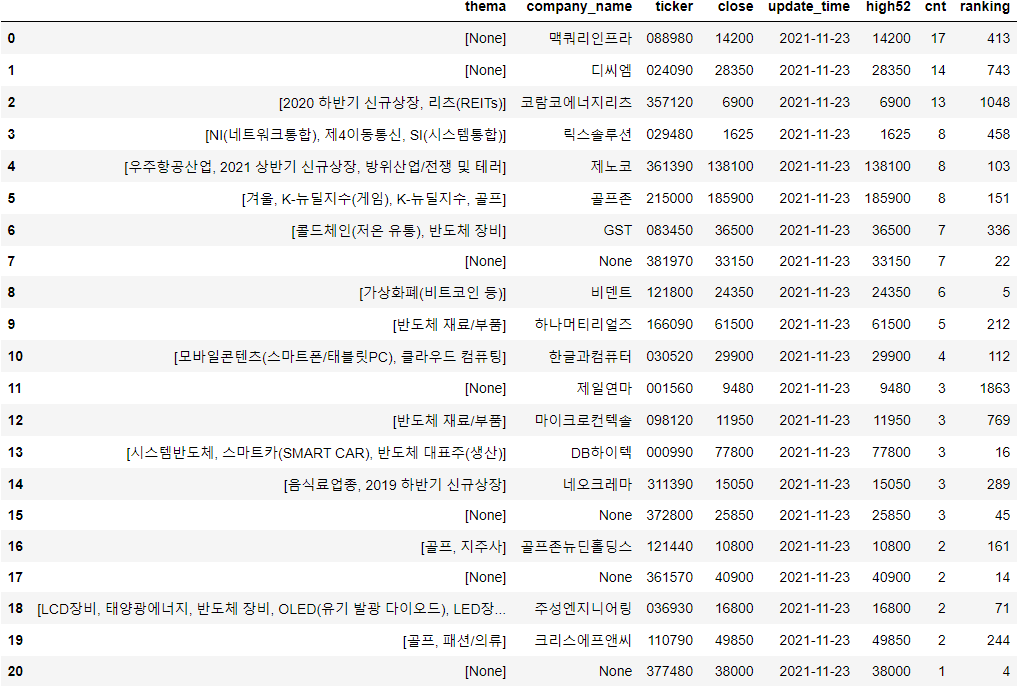 thema company_name ticker close update_time high52 cnt ranking
0 [None] 맥쿼리인프라 088980 14200 2021-11-23 14200 17 413
1 [None] 디씨엠 024090 28350 2021-11-23 28350 14 743
2 [2020 하반기 신규상장, 리츠(REITs)] 코람코에너지리츠 357120 6900 2021-11-23 6900 13 1048
3 [NI(네트워크통합), 제4이동통신, SI(시스템통합)] 릭스솔루션 029480 1625 2021-11-23 1625 8 458
4 [우주항공산업, 2021 상반기 신규상장, 방위산업/전쟁 및 테러] 제노코 361390 138100 2021-11-23 138100 8 103
5 [겨울, K-뉴딜지수(게임), K-뉴딜지수, 골프] 골프존 215000 185900 2021-11-23 185900 8 151
6 [콜드체인(저온 유통), 반도체 장비] GST 083450 36500 2021-11-23 36500 7 336
7 [None] None 381970 33150 2021-11-23 33150 7 22
8 [가상화폐(비트코인 등)] 비덴트 121800 24350 2021-11-23 24350 6 5
9 [반도체 재료/부품] 하나머티리얼즈 166090 61500 2021-11-23 61500 5 212
10 [모바일콘텐츠(스마트폰/태블릿PC), 클라우드 컴퓨팅] 한글과컴퓨터 030520 29900 2021-11-23 29900 4 112
11 [None] 제일연마 001560 9480 2021-11-23 9480 3 1863
12 [반도체 재료/부품] 마이크로컨텍솔 098120 11950 2021-11-23 11950 3 769
13 [시스템반도체, 스마트카(SMART CAR), 반도체 대표주(생산)] DB하이텍 000990 77800 2021-11-23 77800 3 16
14 [음식료업종, 2019 하반기 신규상장] 네오크레마 311390 15050 2021-11-23 15050 3 289
15 [None] None 372800 25850 2021-11-23 25850 3 45
16 [골프, 지주사] 골프존뉴딘홀딩스 121440 10800 2021-11-23 10800 2 161
17 [None] None 361570 40900 2021-11-23 40900 2 14
18 [LCD장비, 태양광에너지, 반도체 장비, OLED(유기 발광 다이오드), LED장... 주성엔지니어링 036930 16800 2021-11-23 16800 2 71
19 [골프, 패션/의류] 크리스에프앤씨 110790 49850 2021-11-23 49850 2 244
20 [None] None 377480 38000 2021-11-23 38000 1 4